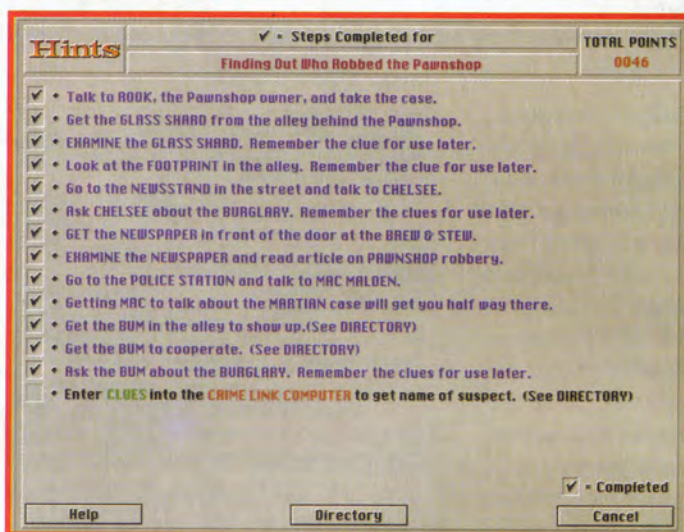 Hints
✔ = Steps Completed for
Finding Out Who Robbed the Pawnshop
TOTAL POINTS
0046
✔ • Talk to ROOK, the Pawnshop owner, and take the case.
✔ • Get the GLASS SHARD from the alley behind the Pawnshop.
✔ • EXAMINE the GLASS SHARD. Remember the clue for use later.
✔ • Look at the FOOTPRINT in the alley. Remember the clue for use later.
✔ • Go to the NEWSSTAND in the street and talk to CHELSEE.
✔ • Ask CHELSEE about the BURGLARY. Remember the clues for use later.
✔ • GET the NEWSPAPER in front of the door at the BREW & STEW.
✔ • EXAMINE the NEWSPAPER and read article on PAWNSHOP robbery.
✔ • Go to the POLICE STATION and talk to MAC MALDEN.
✔ • Getting MAC to talk about the MARTIAN case will get you half way there.
✔ • Get the BUM in the alley to show up.(See DIRECTORY)
✔ • Get the BUM to cooperate. (See DIRECTORY)
✔ • Ask the BUM about the BURGLARY. Remember the clues for use later.
• Enter CLUES into the CRIME LINK COMPUTER to get name of suspect. (See DIRECTORY)
✔ = Completed
Help
Directory
Cancel